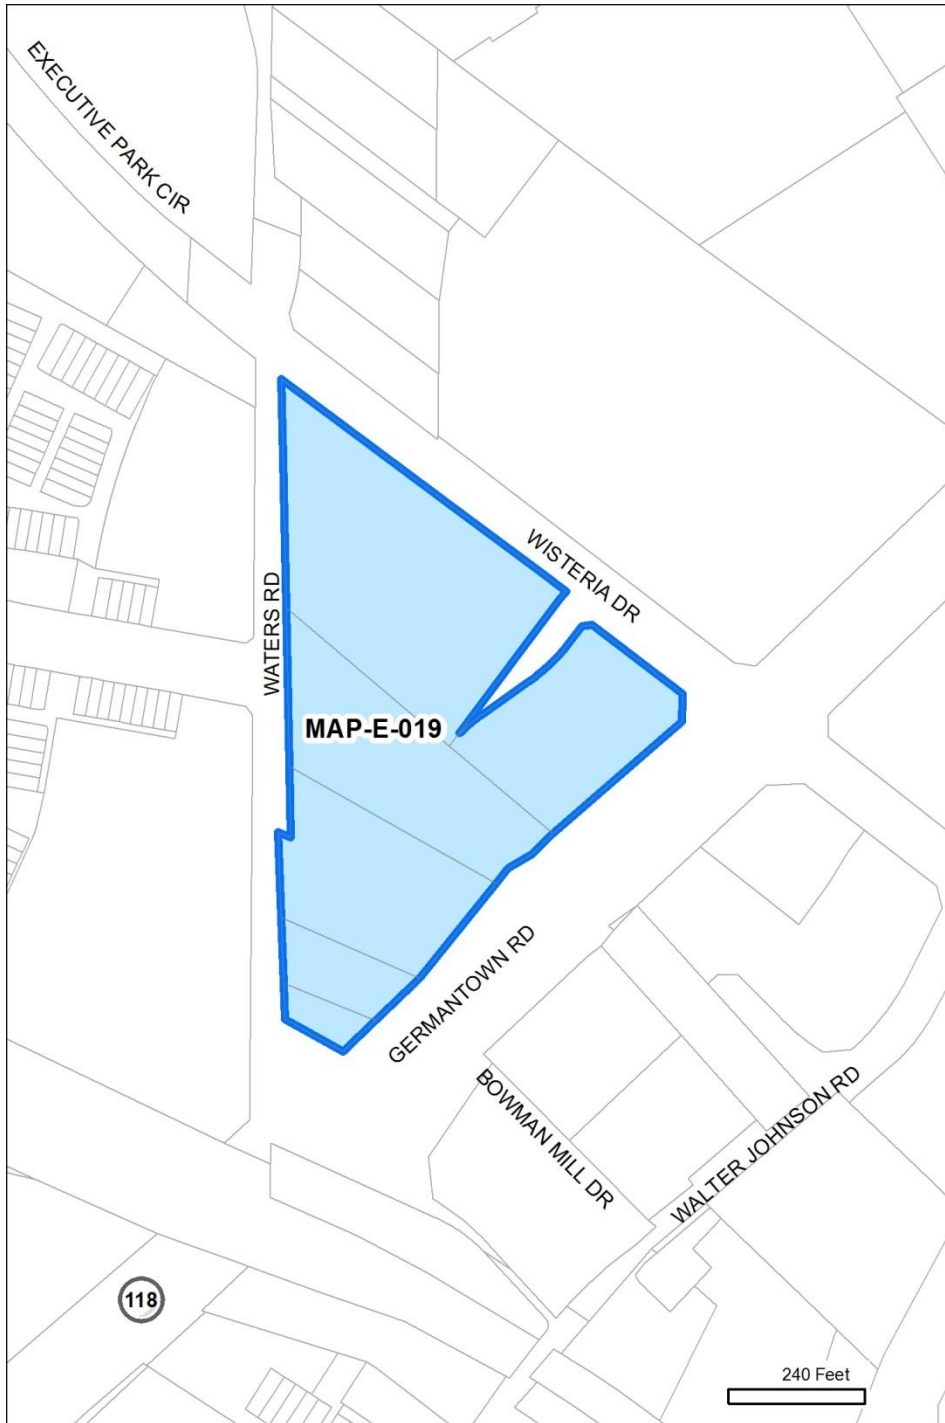 EXECUTIVE PARK CIR
WISTERIA DR
WATERS RD
MAP-E-019
GERMANTOWN RD
BOWMAN MILL DR
WALTER JOHNSON RD
118
240 Feet